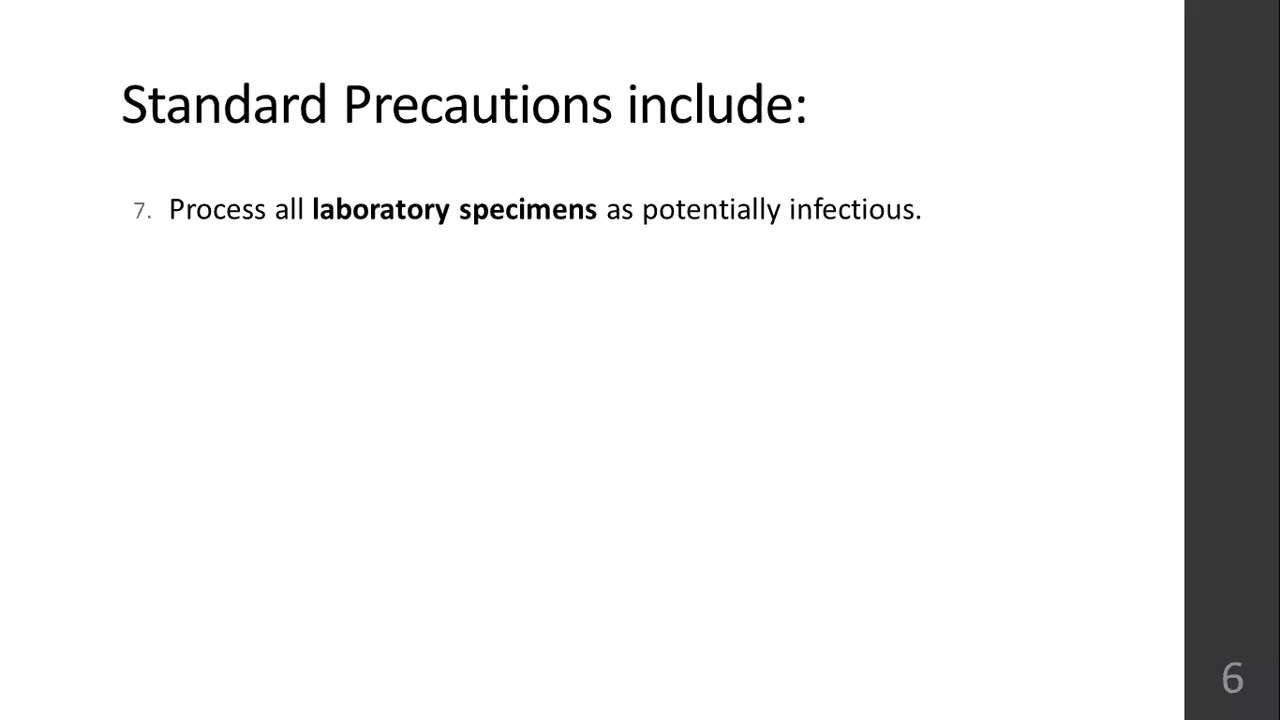 Standard Precautions include:
7. Process all laboratory specimens as potentially infectious.
6